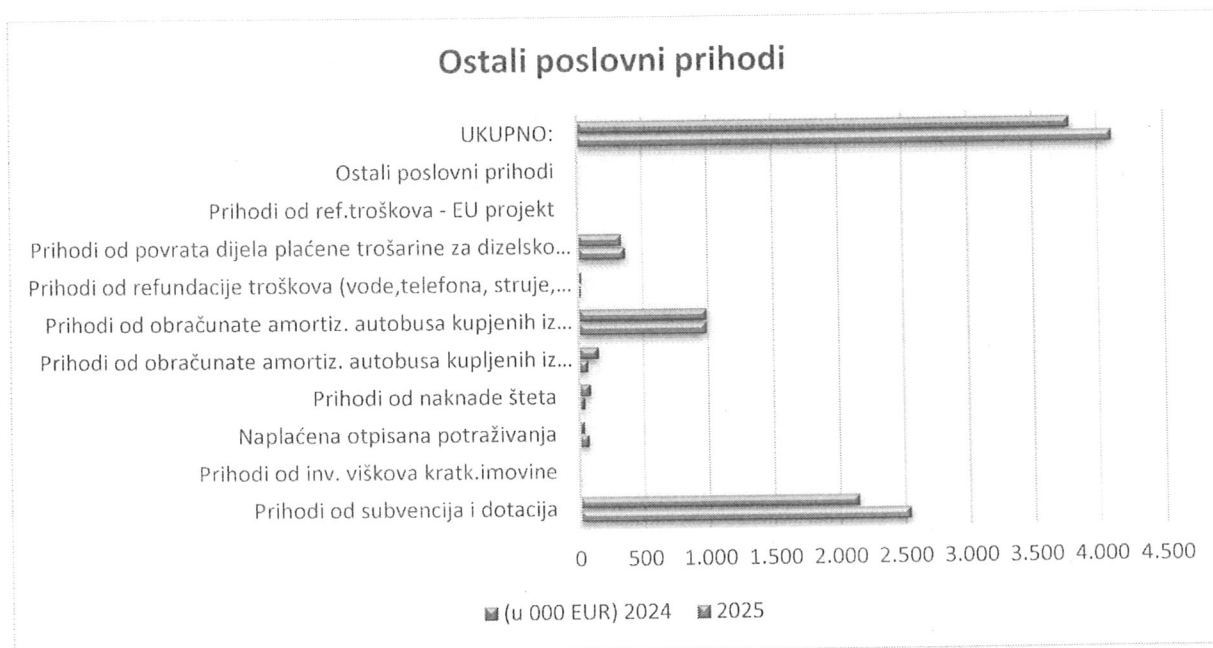 Ostali poslovni prihodi
UKUPNO:
Ostali poslovni prihodi
Prihodi od ref.troškova - EU projekt
Prihodi od povrata dijela plaćene trošarine za dizelsko...
Prihodi od refundacije troškova (vode,telefona, struje,...
Prihodi od obračunate amortiz. autobusa kupjenih iz...
Prihodi od obračunate amortiz. autobusa kupljenih iz...
Prihodi od naknade šteta
Naplaćena otpisana potraživanja
Prihodi od inv. viškova kratk.imovine
Prihodi od subvencija i dotacija
0 500 1.000 1.500 2.000 2.500 3.000 3.500 4.000 4.500
(u 000 EUR) 2024 2025